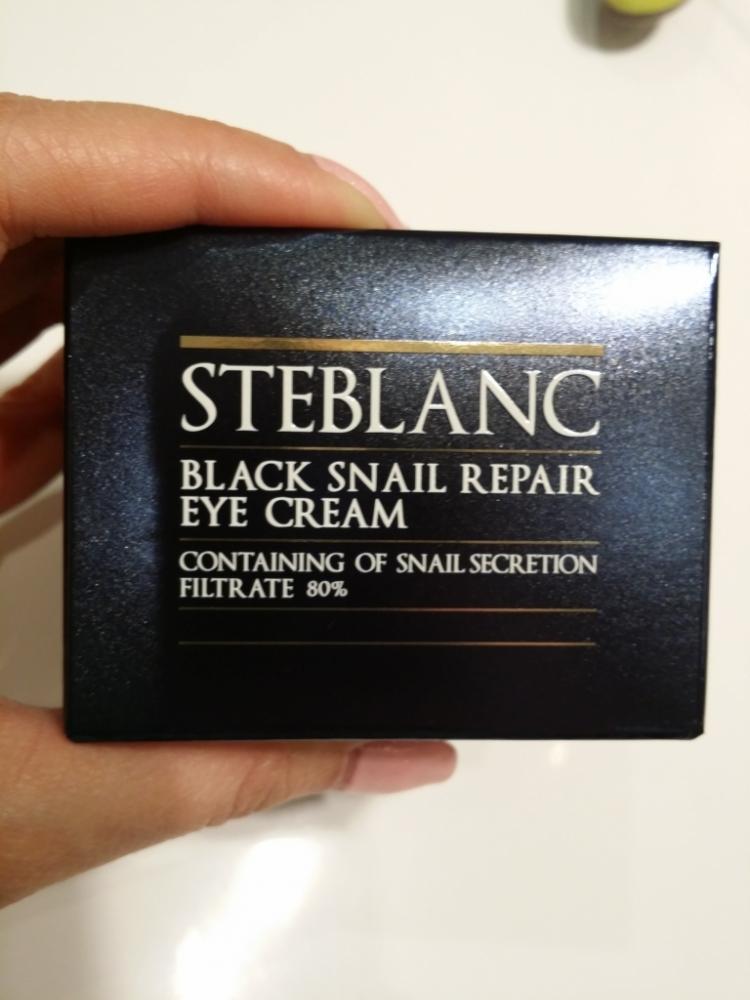 STEBLANC
BLACK SNAIL REPAIR
EYE CREAM
CONTAINING OF SNAIL SECRETION
FILTRATE 80%